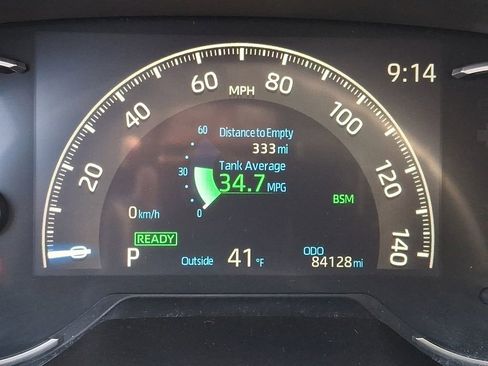 9:14
60
80
MPH
40
100
20
120
140
60
30
0
Distance to Empty
333 mi
Tank Average
34.7 MPG
BSM
0 km/h
READY
P
Outside 41 °F
ODO
84128 mi